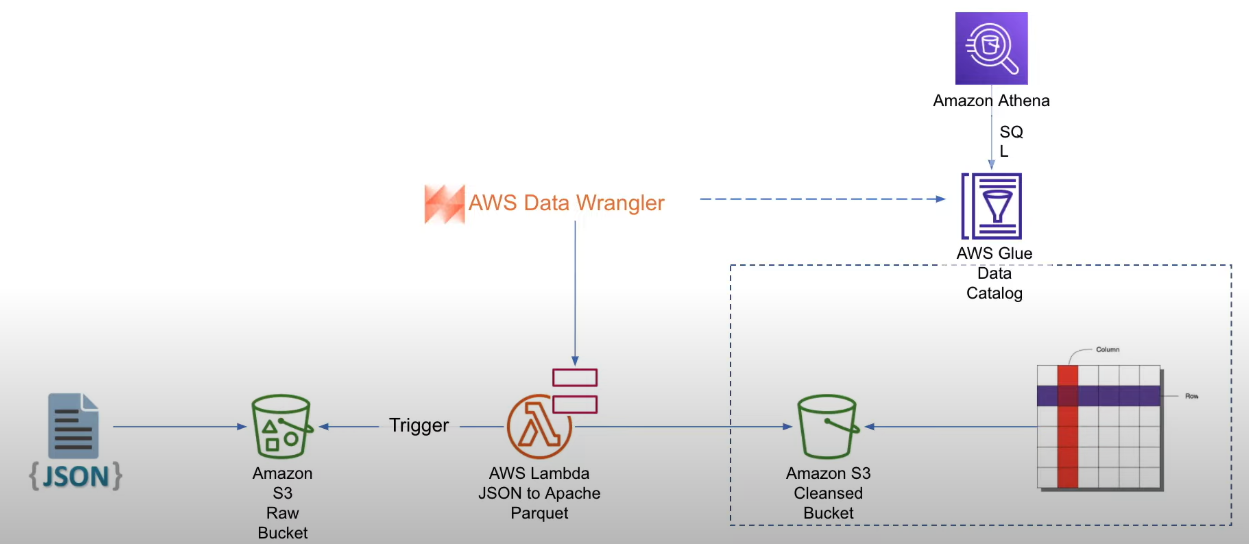 Amazon Athena
SQ
L
AWS Data Wrangler
AWS Glue
Data
Catalog
Column
Row
{JSON}
Trigger
Amazon
S3
Raw
Bucket
AWS Lambda
JSON to Apache
Parquet
Amazon S3
Cleansed
Bucket